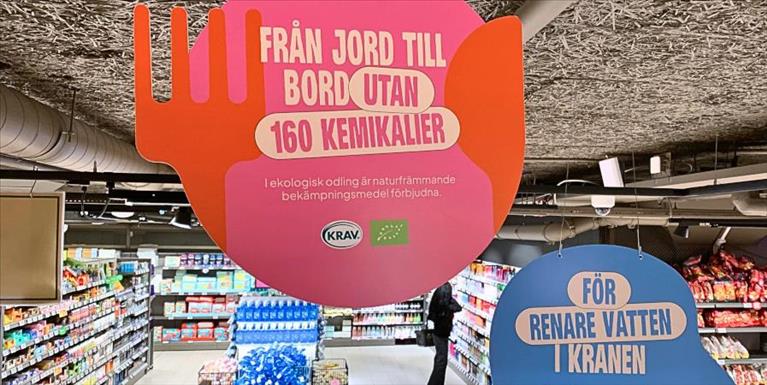 FRÅN JORD TILL
BORD UTAN
160 KEMIKALIER
I ekologisk odling är naturfrämmande
bekämpningsmedel förbjudna.
KRAV
FÖR
RENARE VATTEN
I KRANEN